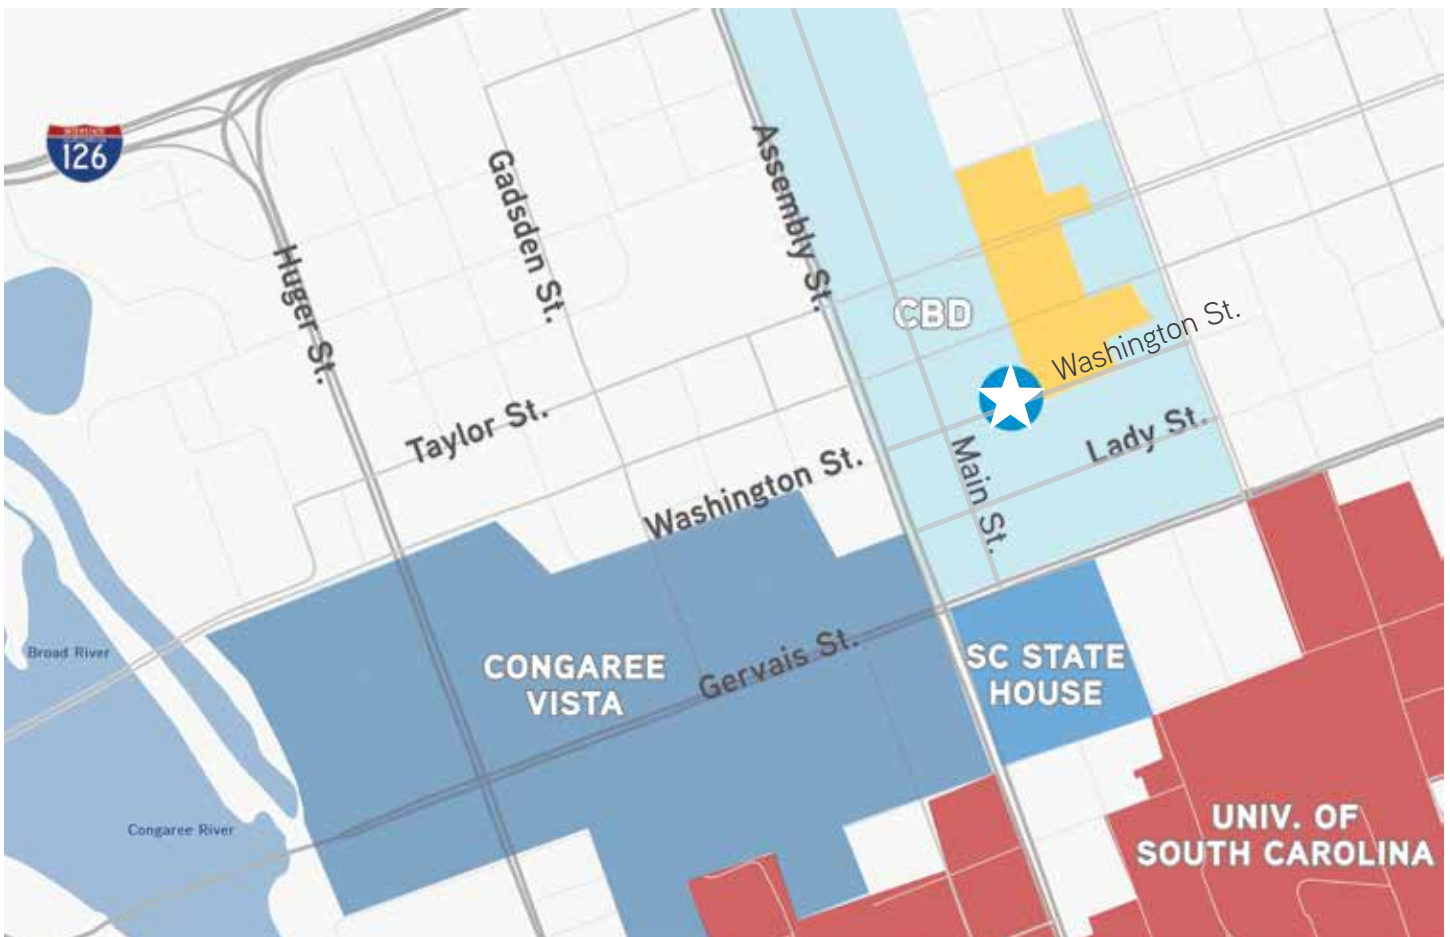 INTERSTATE
126
Huger St.
Gadsden St.
Assembly St.
CBD
Washington St.
Taylor St.
Washington St.
Main St.
Lady St.
Broad River
CONGAREE
VISTA
Gervais St.
SC STATE
HOUSE
Congaree River
UNIV. OF
SOUTH CAROLINA